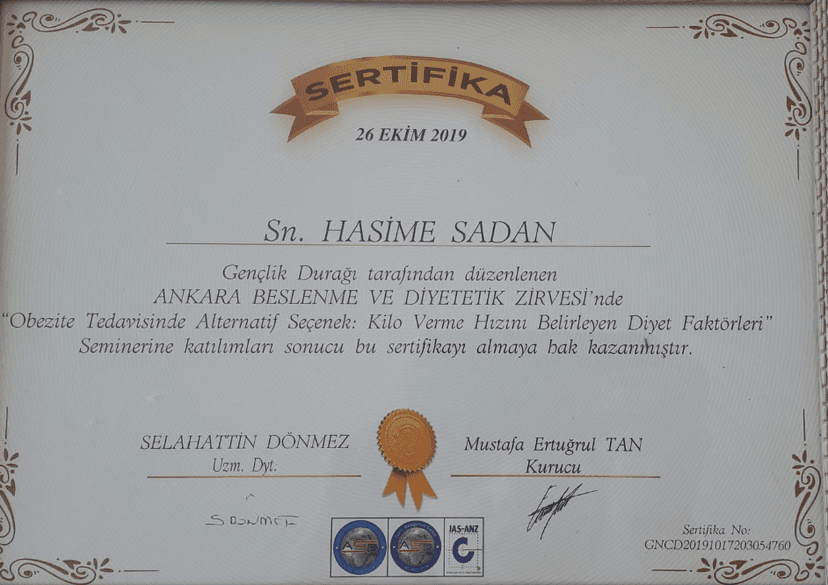 SERTİFİKA
26 EKİM 2019
Sn. HASİME SADAN
Gençlik Durağı tarafından düzenlenen
ANKARA BESLENME VE DİYETETİK ZİRVESİ'nde
"Obezite Tedavisinde Alternatif Seçenek: Kilo Verme Hızını Belirleyen Diyet Faktörleri"
Seminerine katılımları sonucu bu sertifikayı almaya hak kazanmıştır.
SELAHATTİN DÖNMEZ
Uzm. Dyt.
Mustafa Ertuğrul TAN
Kurucu
SDONMEZ
JAS-ANZ
Sertifika No:
GNCD20191017203054760